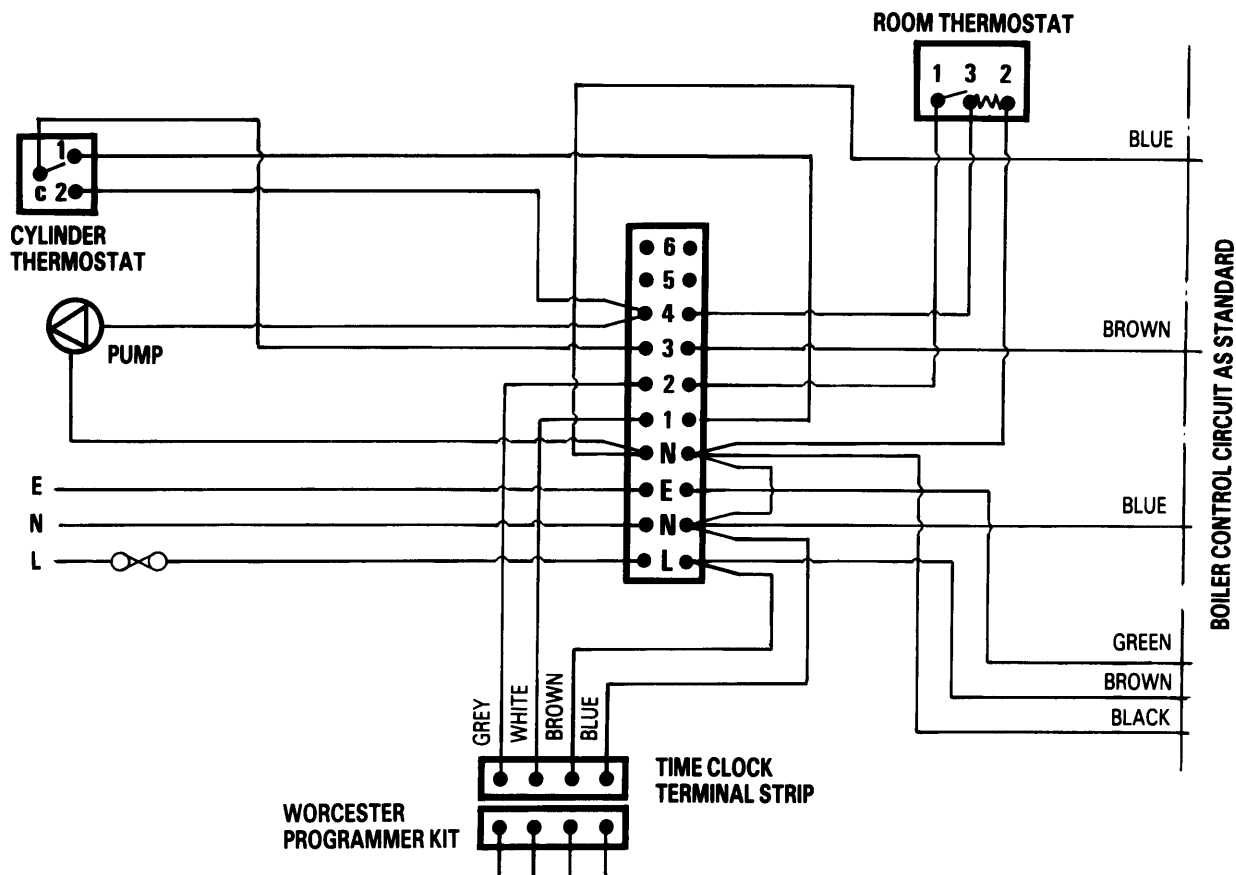 ROOM THERMOSTAT
1 3 2
BLUE
1
C 2
CYLINDER
THERMOSTAT
6
5
4
3
2
1
N
E
N
L
PUMP
BROWN
E
N
L
BLUE
GREEN
BROWN
BLACK
BOILER CONTROL CIRCUIT AS STANDARD
GREY
WHITE
BROWN
BLUE
TIME CLOCK
TERMINAL STRIP
WORCESTER
PROGRAMMER KIT